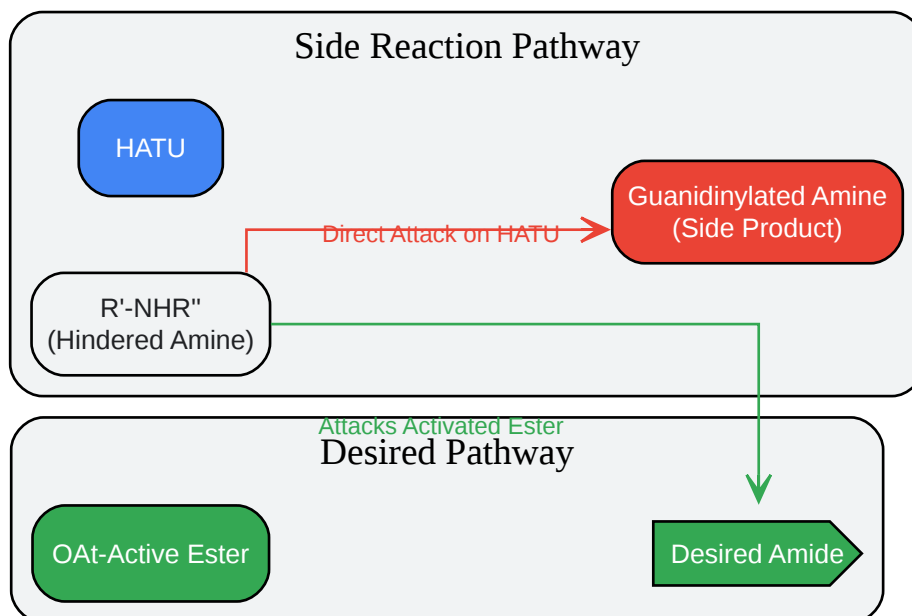 Side Reaction Pathway
HATU
Guanidinylated Amine
(Side Product)
Direct Attack on HATU
R'-NHR"
(Hindered Amine)
Attacks Activated Ester
Desired Pathway
OAt-Active Ester
Desired Amide